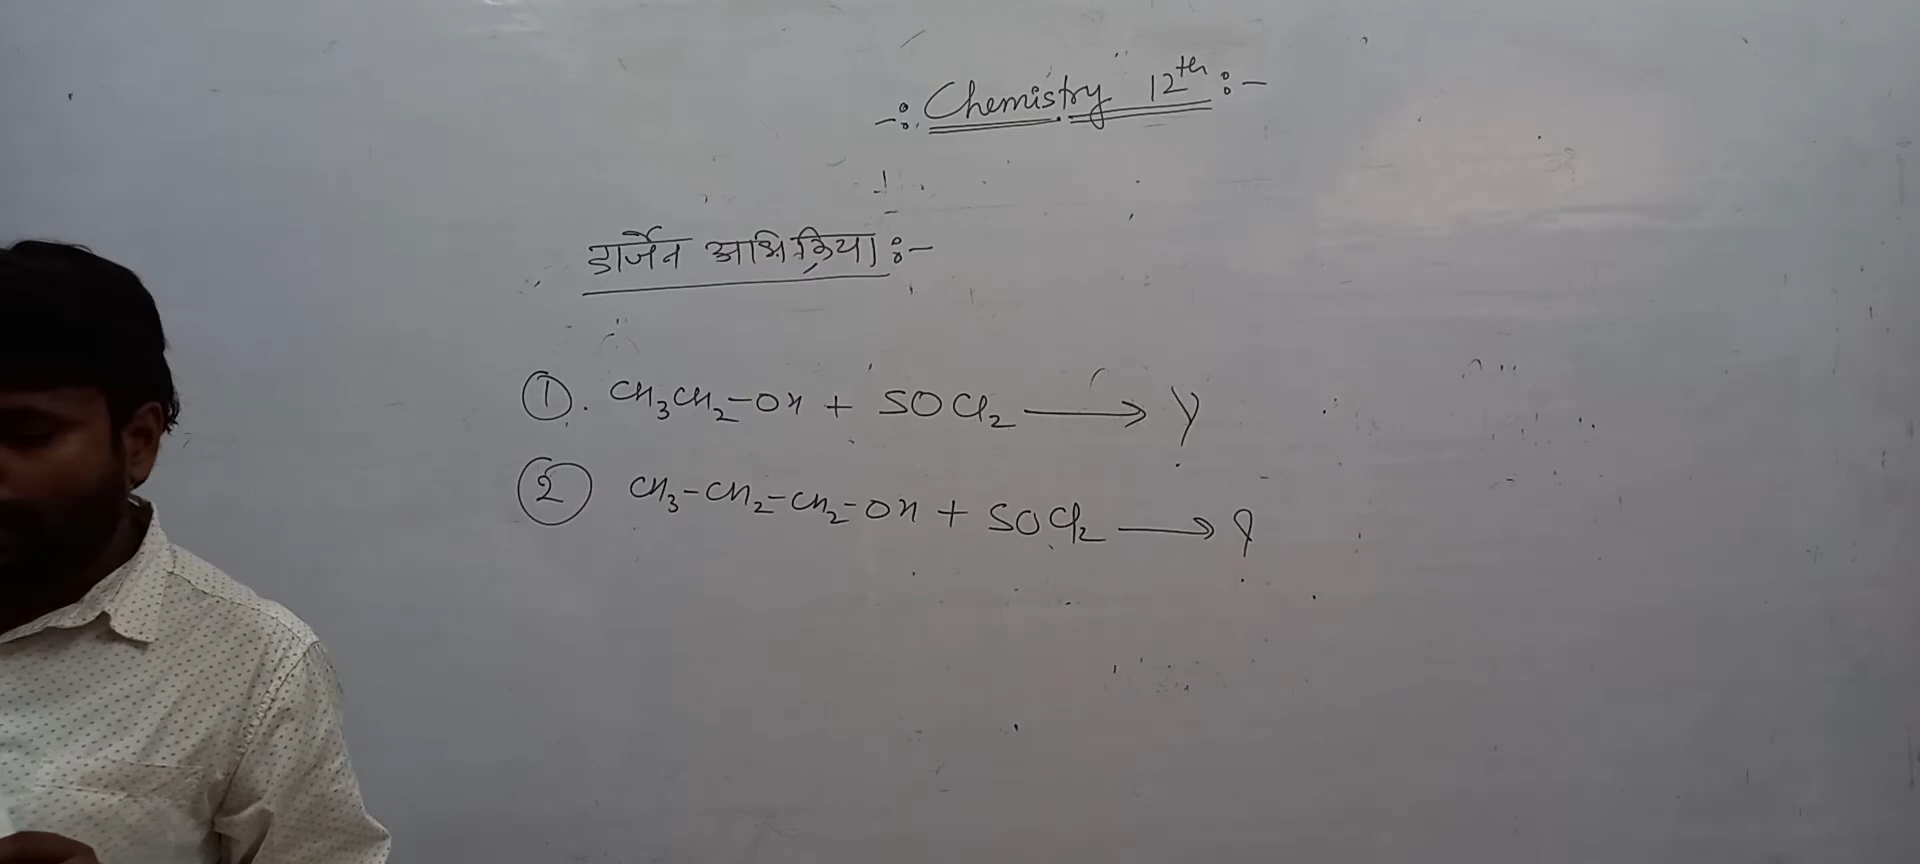 -: Chemistry 12th :-
डार्जेन अभिक्रिया :-
①. CH3CH2-OH + SOCl2 ⟶ ?
② CH3-CH2-CH2-OH + SOCl2 ⟶ ?